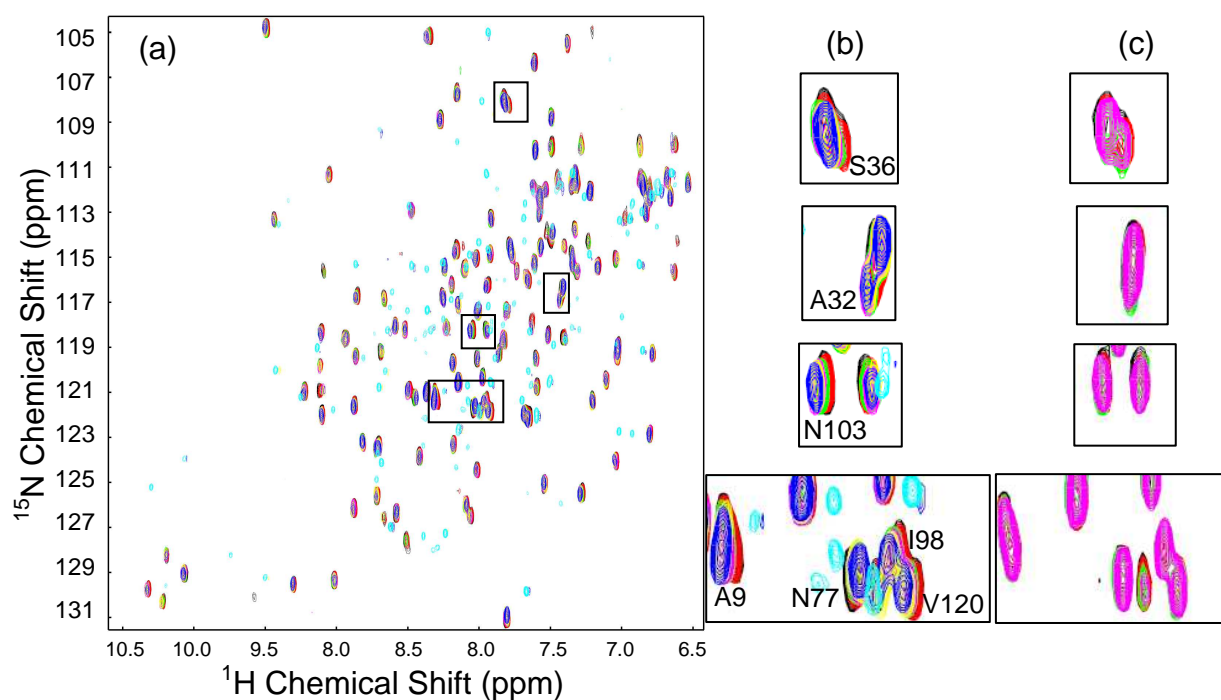 (a)
(b)
(c)
105
107
109
111
113
115
117
119
121
123
125
127
129
131
¹⁵N Chemical Shift (ppm)
10.5 10.0 9.5 9.0 8.5 8.0 7.5 7.0 6.5
¹H Chemical Shift (ppm)
S36
A32
N103
I98
A9
N77
V120